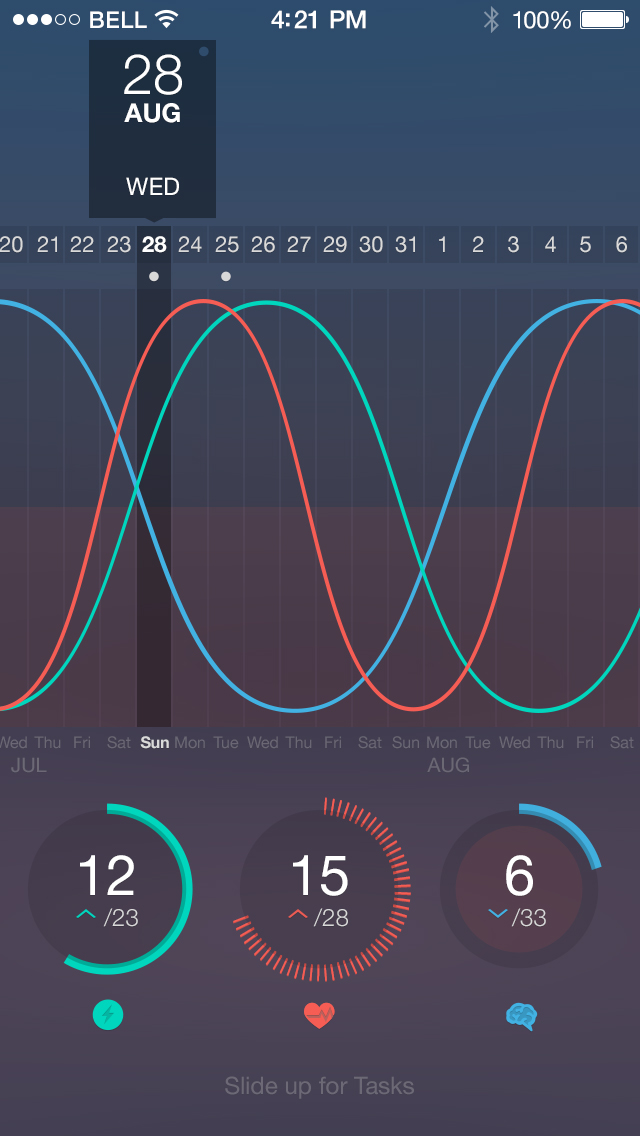 BELL 4:21 PM 100%
28
AUG
WED
20 21 22 23 28 24 25 26 27 29 30 31 1 2 3 4 5 6
Wed Thu Fri Sat Sun Mon Tue Wed Thu Fri Sat Sun Mon Tue Wed Thu Fri Sat
JUL AUG
12 15 6
/23 /28 /33
Slide up for Tasks